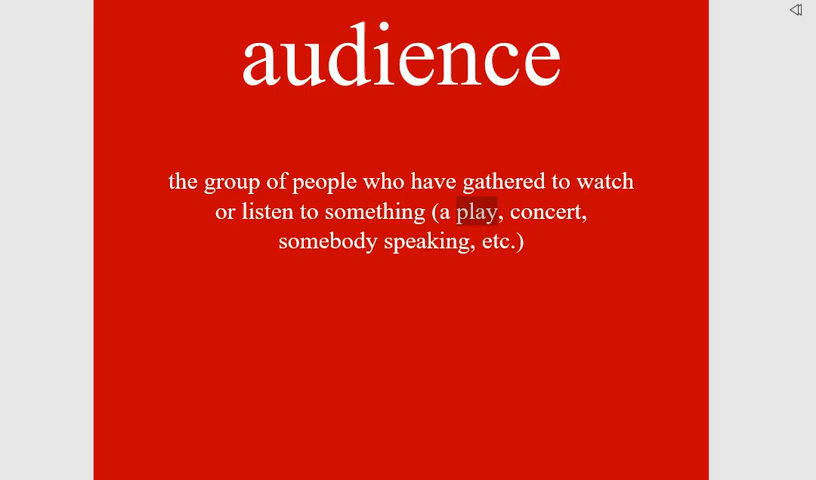 audience
the group of people who have gathered to watch
or listen to something (a play, concert,
somebody speaking, etc.)